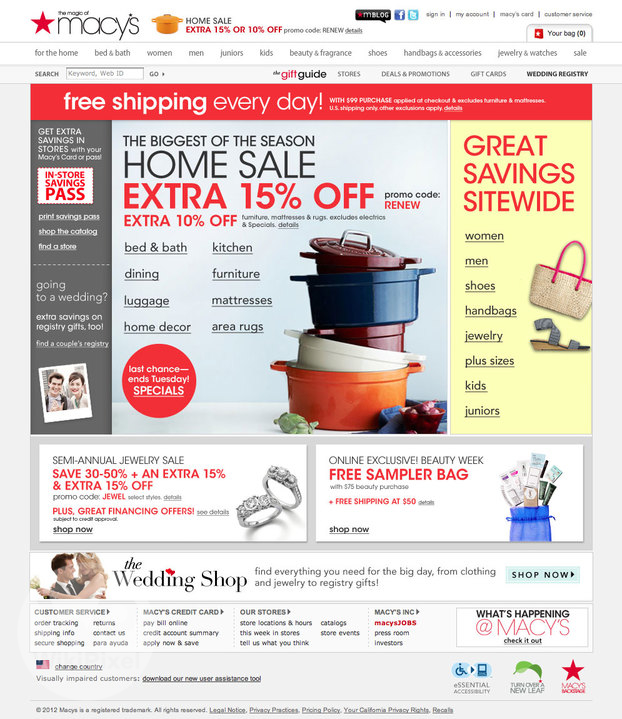 the magic of
macy's
HOME SALE
EXTRA 15% OR 10% OFF promo code: RENEW details
mBLOG
sign in | my account | macy's card | customer service
Your bag (0)
for the home bed & bath women men juniors kids beauty & fragrance shoes handbags & accessories jewelry & watches sale
SEARCH Keyword, Web ID GO
the gift guide STORES DEALS & PROMOTIONS GIFT CARDS WEDDING REGISTRY
free shipping every day!
WITH $99 PURCHASE applied at checkout & excludes furniture & mattresses.
U.S. shipping only. other exclusions apply. details
GET EXTRA
SAVINGS IN
STORES with your
Macy's Card or pass!
IN-STORE
SAVINGS
PASS
print savings pass
shop the catalog
find a store
going
to a wedding?
extra savings on
registry gifts, too!
find a couple's registry
THE BIGGEST OF THE SEASON
HOME SALE
EXTRA 15% OFF
promo code:
RENEW
EXTRA 10% OFF
furniture, mattresses & rugs. excludes electrics
& Specials. details
bed & bath kitchen
dining furniture
luggage mattresses
home decor area rugs
last chance—
ends Tuesday!
SPECIALS
GREAT
SAVINGS
SITEWIDE
women
men
shoes
handbags
jewelry
plus sizes
kids
juniors
SEMI-ANNUAL JEWELRY SALE
SAVE 30-50% + AN EXTRA 15%
& EXTRA 15% OFF
promo code: JEWEL select styles. details
PLUS, GREAT FINANCING OFFERS! see details
subject to credit approval.
shop now
ONLINE EXCLUSIVE! BEAUTY WEEK
FREE SAMPLER BAG
with $75 beauty purchase
+ FREE SHIPPING AT $50 details
shop now
the
Wedding Shop
find everything you need for the big day, from clothing
and jewelry to registry gifts!
SHOP NOW
CUSTOMER SERVICE
order tracking returns
shipping info contact us
secure shopping para ayuda
MACY'S CREDIT CARD
pay bill online
credit account summary
apply now & save
OUR STORES
store locations & hours catalogs
this week in stores store events
tell us what you think
MACY'S INC
macysJOBS
press room
investors
WHAT'S HAPPENING
@MACY'S
check it out
change country
Visually impaired customers: download our new user assistance tool
eSSENTIAL
ACCESSIBILITY
TURN OVER A
NEW LEAF
MACY'S
BACKSTAGE
© 2012 Macys is a registered trademark. All rights reserved. Legal Notice, Privacy Practices, Pricing Policy, Your California Privacy Rights, Recalls